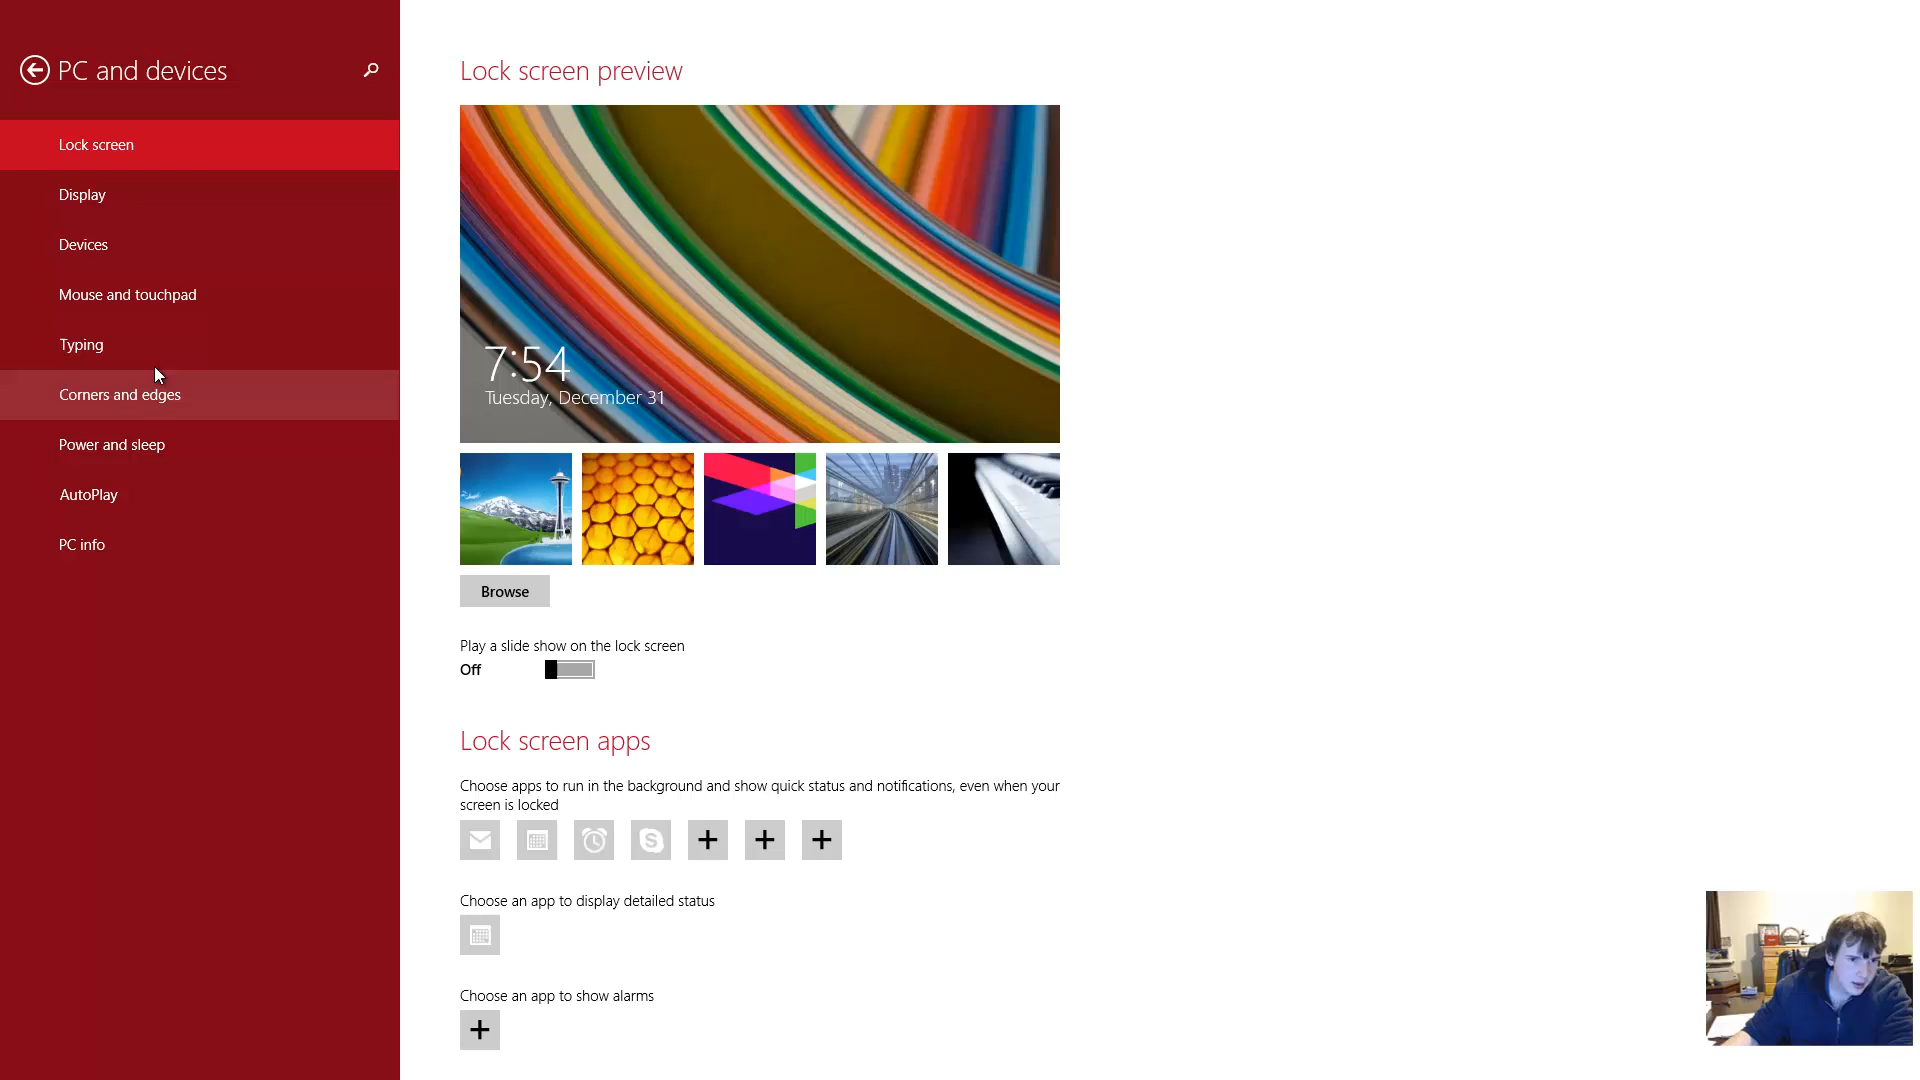 PC and devices
Lock screen
Display
Devices
Mouse and touchpad
Typing
Corners and edges
Power and sleep
AutoPlay
PC info
Lock screen preview
7:54
Tuesday, December 31
Browse
Play a slide show on the lock screen
Off
Lock screen apps
Choose apps to run in the background and show quick status and notifications, even when your
screen is locked
Choose an app to display detailed status
Choose an app to show alarms